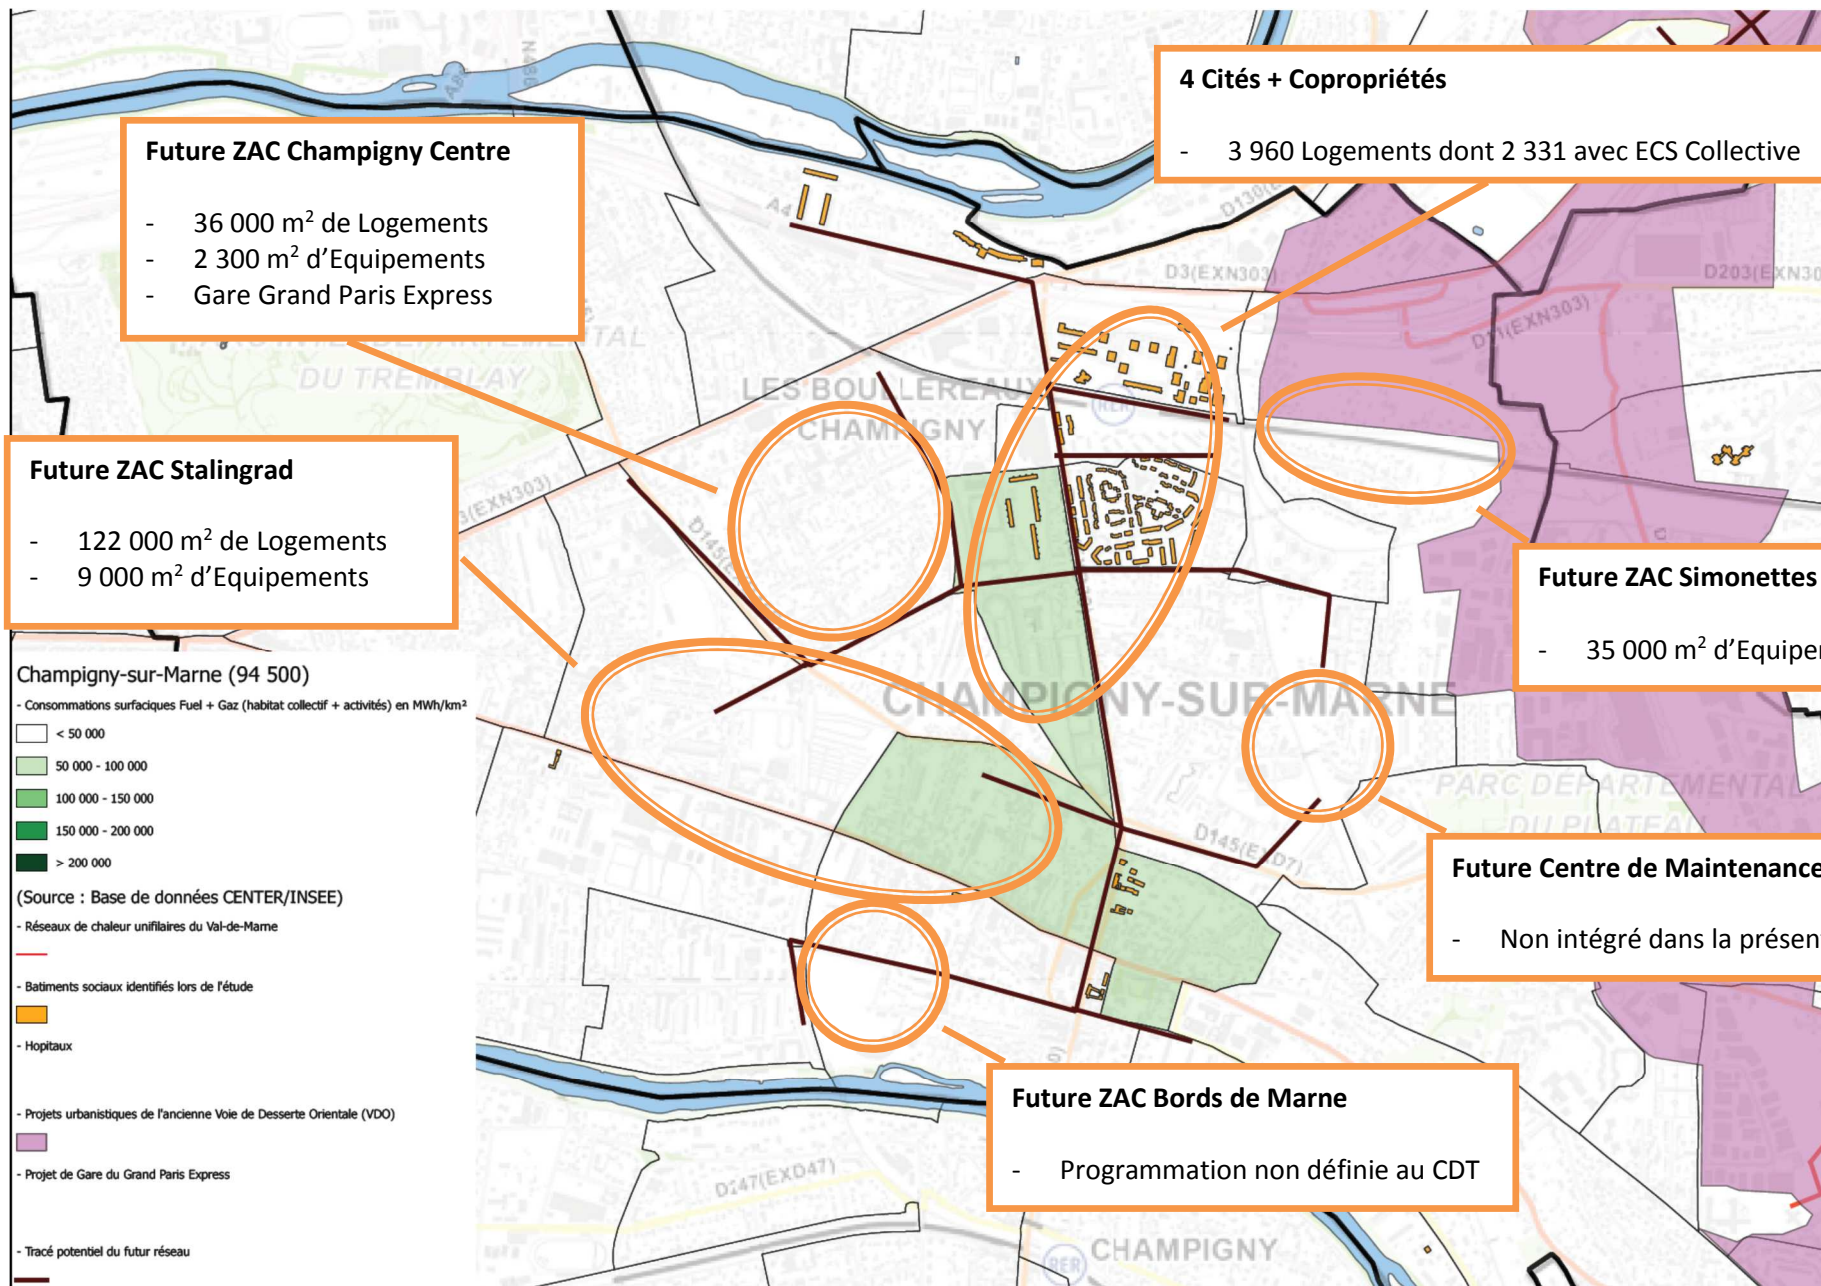 4 Cités + Copropriétés
- 3 960 Logements dont 2 331 avec ECS Collective
Future ZAC Champigny Centre
- 36 000 m² de Logements
- 2 300 m² d'Equipements
- Gare Grand Paris Express
Future ZAC Stalingrad
- 122 000 m² de Logements
- 9 000 m² d'Equipements
Future ZAC Simonettes
- 35 000 m² d'Equipe
Future Centre de Maintenance
- Non intégré dans la présen
Future ZAC Bords de Marne
- Programmation non définie au CDT
Champigny-sur-Marne (94 500)
- Consommations surfaciques Fuel + Gaz (habitat collectif + activités) en MWh/km²
< 50 000
50 000 - 100 000
100 000 - 150 000
150 000 - 200 000
> 200 000
(Source : Base de données CENTER/INSEE)
- Réseaux de chaleur unifilaires du Val-de-Marne
- Batiments sociaux identifiés lors de l'étude
- Hopitaux
- Projets urbanistiques de l'ancienne Voie de Desserte Orientale (VDO)
- Projet de Gare du Grand Paris Express
- Tracé potentiel du futur réseau
A4
D3(EXN303)
D203(EXN30
D11(EXN303)
DU TREMBLAY
LES BOULLEREAUX
CHAMPIGNY
RER
CHAMPIGNY-SUR-MARNE
PARC DÉPARTEMENTAL
DU PLATEAU
D145(EXD7)
D247(EXD47)
RER
CHAMPIGNY